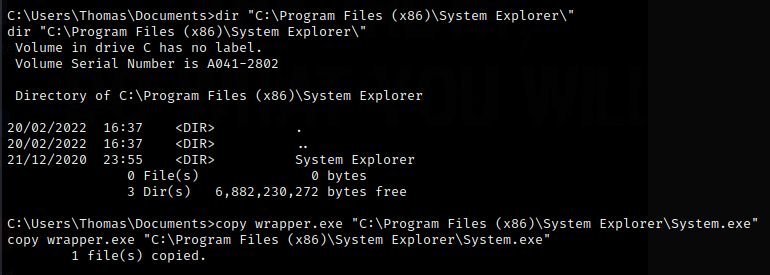 C:\Users\Thomas\Documents>dir "C:\Program Files (x86)\System Explorer\"
dir "C:\Program Files (x86)\System Explorer\"
 Volume in drive C has no label.
 Volume Serial Number is A041-2802

 Directory of C:\Program Files (x86)\System Explorer

20/02/2022  16:37    <DIR>          .
20/02/2022  16:37    <DIR>          ..
21/12/2020  23:55    <DIR>          System Explorer
               0 File(s)              0 bytes
               3 Dir(s)   6,882,230,272 bytes free

C:\Users\Thomas\Documents>copy wrapper.exe "C:\Program Files (x86)\System Explorer\System.exe"
copy wrapper.exe "C:\Program Files (x86)\System Explorer\System.exe"
        1 file(s) copied.